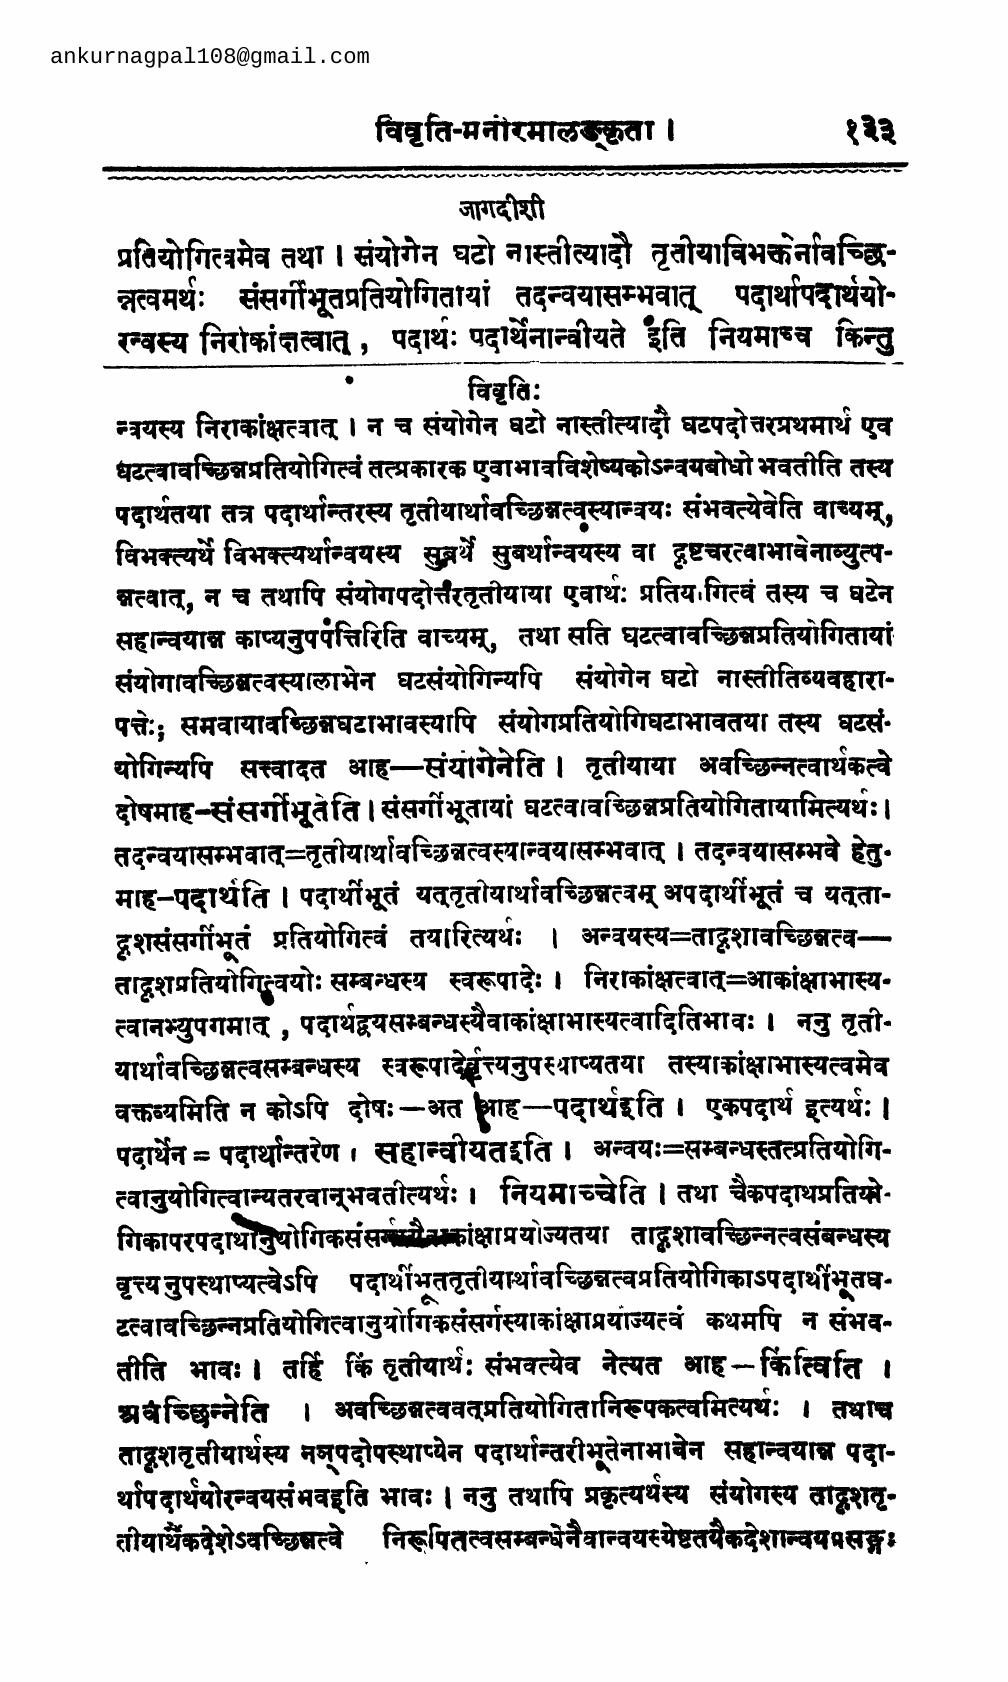 ankurnagpal108@gmail.com
विवृति-मनोरमालङ्कृता । १३३
जागदीशी
प्रतियोगित्वमेव तथा । संयोगेन घटो नास्तीत्यादौ तृतीयाविभक्तेर्नावच्छि-
न्नत्वमर्थः संसर्गीभूतप्रतियोगितायां तदन्वयासम्भवात् पदार्थापदार्थयो-
रन्वस्य निराकांक्षत्वात् , पदार्थः पदार्थेनान्वीयते इति नियमाच्च किन्तु
विवृतिः
न्वयस्य निराकांक्षत्वात् । न च संयोगेन घटो नास्तीत्यादौ घटपदोत्तरप्रथमार्थ एव
घटत्वावच्छिन्नप्रतियोगित्वं तत्प्रकारक एवाभावविशेष्यकोऽन्वयबोधो भवतीति तस्य
पदार्थतया तत्र पदार्थान्तरस्य तृतीयार्थावच्छिन्नत्वस्यान्वयः संभवत्येवेति वाच्यम्,
विभक्त्यर्थे विभक्त्यर्थान्वयस्य सुबर्थे सुबर्थान्वयस्य वा दृष्टचरत्वाभावेनाव्युत्प-
न्नत्वात्, न च तथापि संयोगपदोत्तरतृतीयाया एवार्थः प्रतियोगित्वं तस्य च घटेन
सहान्वयान्न काप्यनुपपत्तिरिति वाच्यम्, तथा सति घटत्वावच्छिन्नप्रतियोगितायां
संयोगावच्छिन्नत्वस्यालाभेन घटसंयोगिन्यपि संयोगेन घटो नास्तीतिव्यवहारा-
पत्तेः; समवायावच्छिन्नघटाभावस्यापि संयोगप्रतियोगिघटाभावतया तस्य घटसं-
योगिन्यपि सत्त्वादत आह—संयोगेनेति । तृतीयाया अवच्छिन्नत्वार्थकत्वे
दोषमाह-संसर्गीभूतेति । संसर्गीभूतायां घटत्वावच्छिन्नप्रतियोगितायामित्यर्थः ।
तदन्वयासम्भवात्=तृतीयार्थावच्छिन्नत्वस्यान्वयासम्भवात् । तदन्वयासम्भवे हेतु-
माह-पदार्थेति । पदार्थीभूतं यत्तृतीयार्थावच्छिन्नत्वम् अपदार्थीभूतं च यत्ता-
दृशसंसर्गीभूतं प्रतियोगित्वं तयोरित्यर्थः । अन्वयस्य=तादृशावच्छिन्नत्व—
तादृशप्रतियोगित्वयोः सम्बन्धस्य स्वरूपादेः । निराकांक्षत्वात्=आकांक्षाभास्य-
त्वानभ्युपगमात् , पदार्थद्वयसम्बन्धस्यैवाकांक्षाभास्यत्वादितिभावः । ननु तृती-
यार्थावच्छिन्नत्वसम्बन्धस्य स्वरूपादेर्वृत्त्यनुपस्थाप्यतया तस्याकांक्षाभास्यत्वमेव
वक्तव्यमिति न कोऽपि दोषः—अत आह—पदार्थइति । एकपदार्थ इत्यर्थः ।
पदार्थेन = पदार्थान्तरेण । सहान्वीयतइति । अन्वयः=सम्बन्धस्तत्प्रतियोगि-
त्वानुयोगित्वान्यतरवानूभवतीत्यर्थः । नियमाच्चेति । तथा चैकपदाथप्रतियो-
गिकापरपदार्थानुयोगिकसंसर्गस्यैवाकांक्षाप्रयोज्यतया तादृशावच्छिन्नत्वसंबन्धस्य
वृत्त्यनुपस्थाप्यत्वेऽपि पदार्थीभूततृतीयार्थावच्छिन्नत्वप्रतियोगिकाऽपदार्थीभूतघ-
टत्वावच्छिन्नप्रतियोगित्वानुयोगिकसंसर्गस्याकांक्षाप्रयोज्यत्वं कथमपि न संभव-
तीति भावः । तर्हि किं तृतीयार्थः संभवत्येव नेत्यत आह — किंत्विति ।
अवच्छिन्नेति । अवच्छिन्नत्ववत्प्रतियोगितानिरूपकत्वमित्यर्थः । तथाच
तादृशतृतीयार्थस्य नञ्पदोपस्थाप्येन पदार्थान्तरीभूतेनाभावेन सहान्वयान्न पदा-
र्थापदार्थयोरन्वयसंभवइति भावः । ननु तथापि प्रकृत्यर्थस्य संयोगस्य तादृशतृ-
तीयार्थैकदेशेऽवच्छिन्नत्वे निरूपितत्वसम्बन्धेनैवान्वयस्येष्टतयैकदेशान्वयप्रसङ्गः